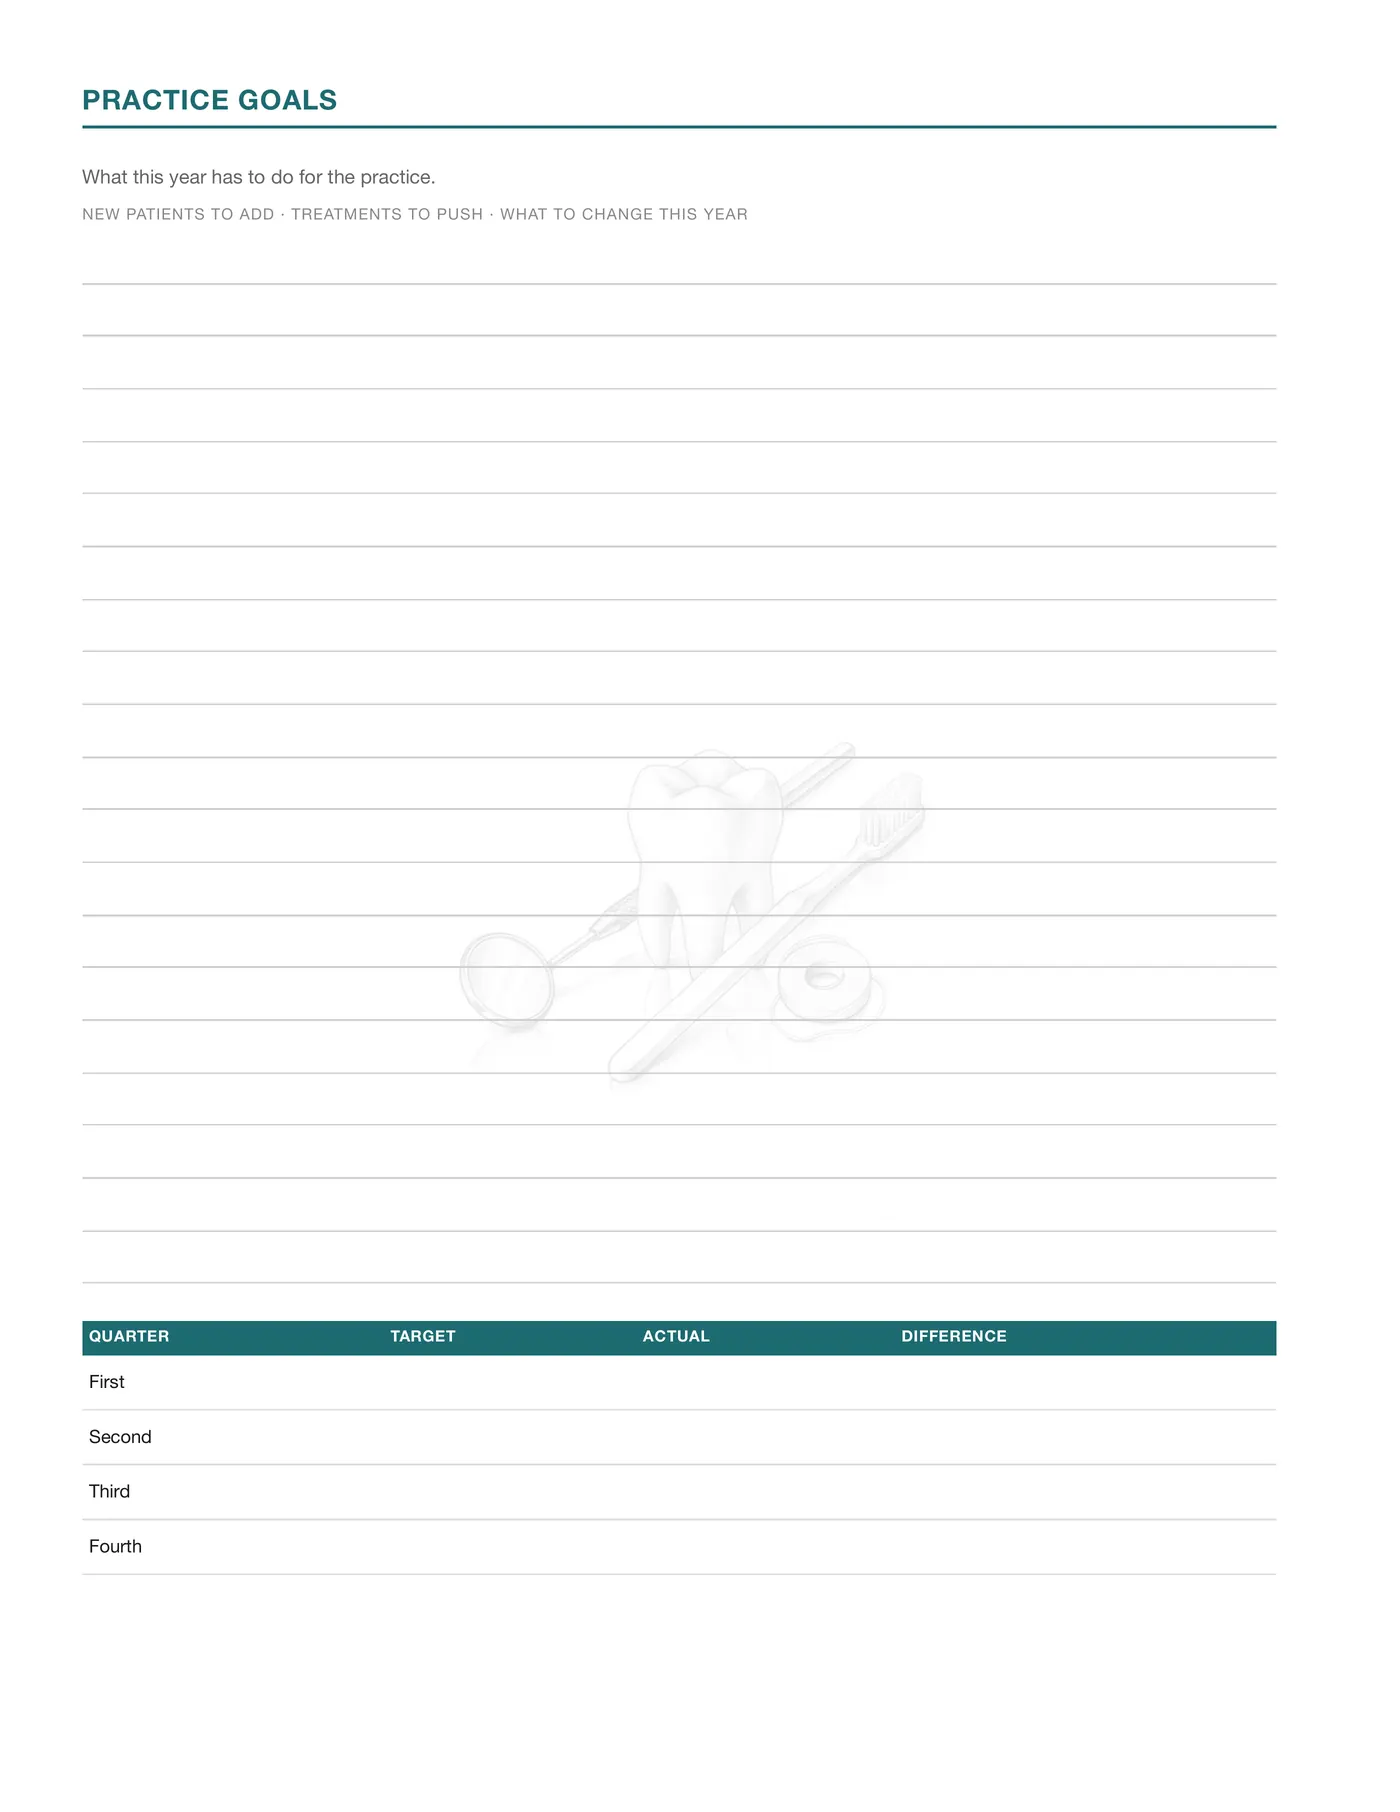 PRACTICE GOALS
What this year has to do for the practice.
NEW PATIENTS TO ADD · TREATMENTS TO PUSH · WHAT TO CHANGE THIS YEAR
QUARTER TARGET ACTUAL DIFFERENCE
First
Second
Third
Fourth